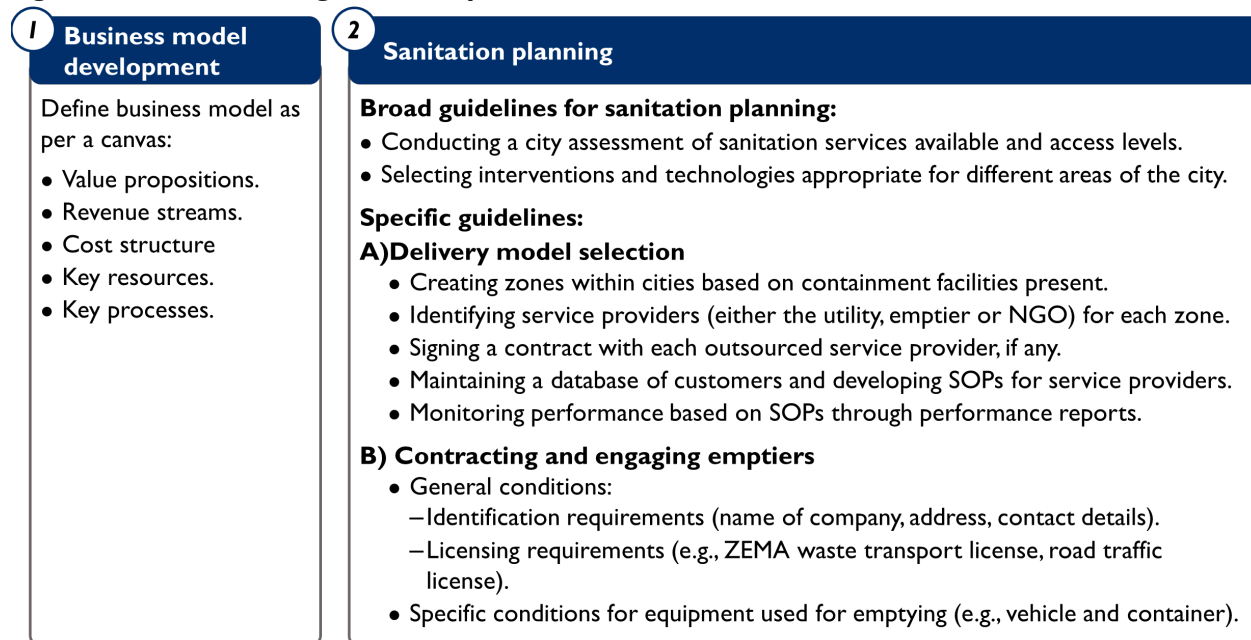 1
Business model
development
Define business model as
per a canvas:
• Value propositions.
• Revenue streams.
• Cost structure
• Key resources.
• Key processes.
2
Sanitation planning
Broad guidelines for sanitation planning:
• Conducting a city assessment of sanitation services available and access levels.
• Selecting interventions and technologies appropriate for different areas of the city.
Specific guidelines:
A)Delivery model selection
• Creating zones within cities based on containment facilities present.
• Identifying service providers (either the utility, emptier or NGO) for each zone.
• Signing a contract with each outsourced service provider, if any.
• Maintaining a database of customers and developing SOPs for service providers.
• Monitoring performance based on SOPs through performance reports.
B) Contracting and engaging emptiers
• General conditions:
–Identification requirements (name of company, address, contact details).
–Licensing requirements (e.g., ZEMA waste transport license, road traffic
license).
• Specific conditions for equipment used for emptying (e.g., vehicle and container).